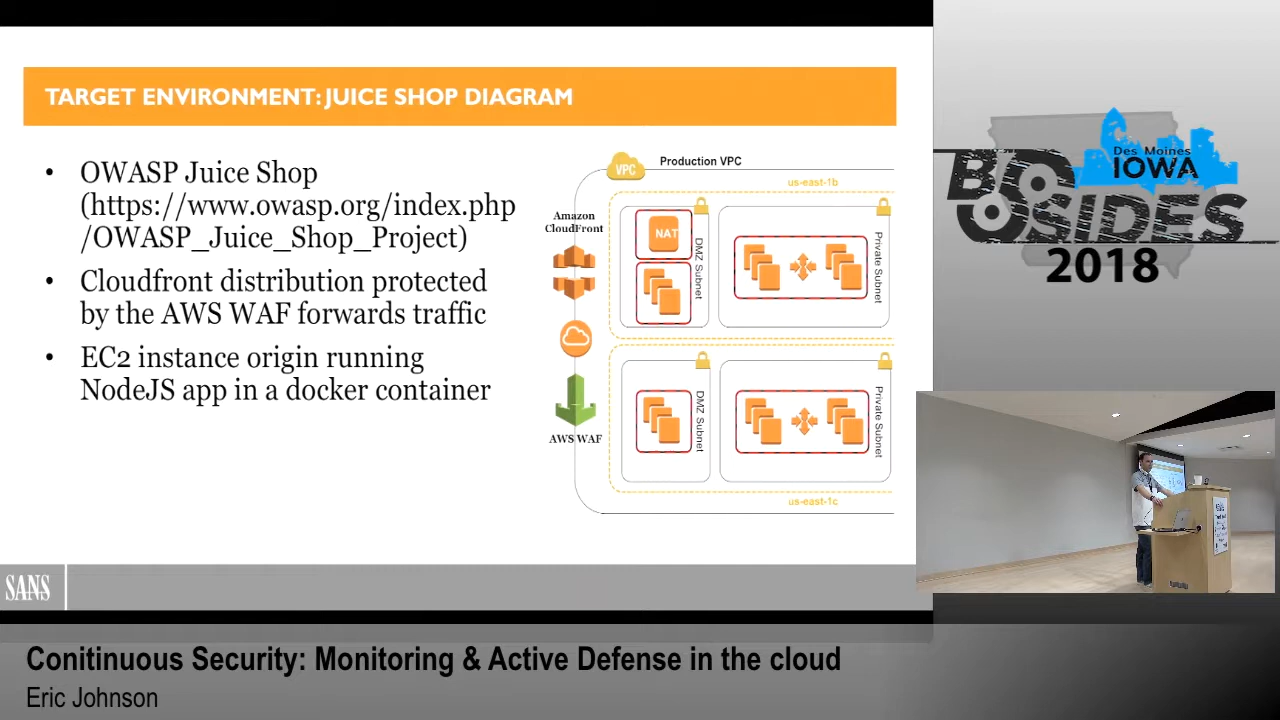 TARGET ENVIRONMENT: JUICE SHOP DIAGRAM
• OWASP Juice Shop
(https://www.owasp.org/index.php
/OWASP_Juice_Shop_Project)
• Cloudfront distribution protected
by the AWS WAF forwards traffic
• EC2 instance origin running
NodeJS app in a docker container
VPC
Production VPC
us-east-1b
Amazon
CloudFront
NAT
DMZ Subnet
Private Subnet
AWS WAF
DMZ Subnet
Private Subnet
us-east-1c
SANS
Des Moines
IOWA
BSIDES
2018
Conitinuous Security: Monitoring & Active Defense in the cloud
Eric Johnson